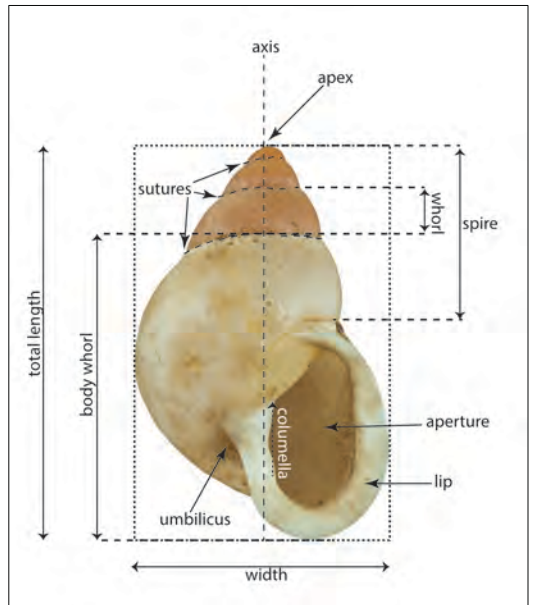 axis
apex
sutures
whorl
spire
total length
body whorl
columella
aperture
lip
umbilicus
width